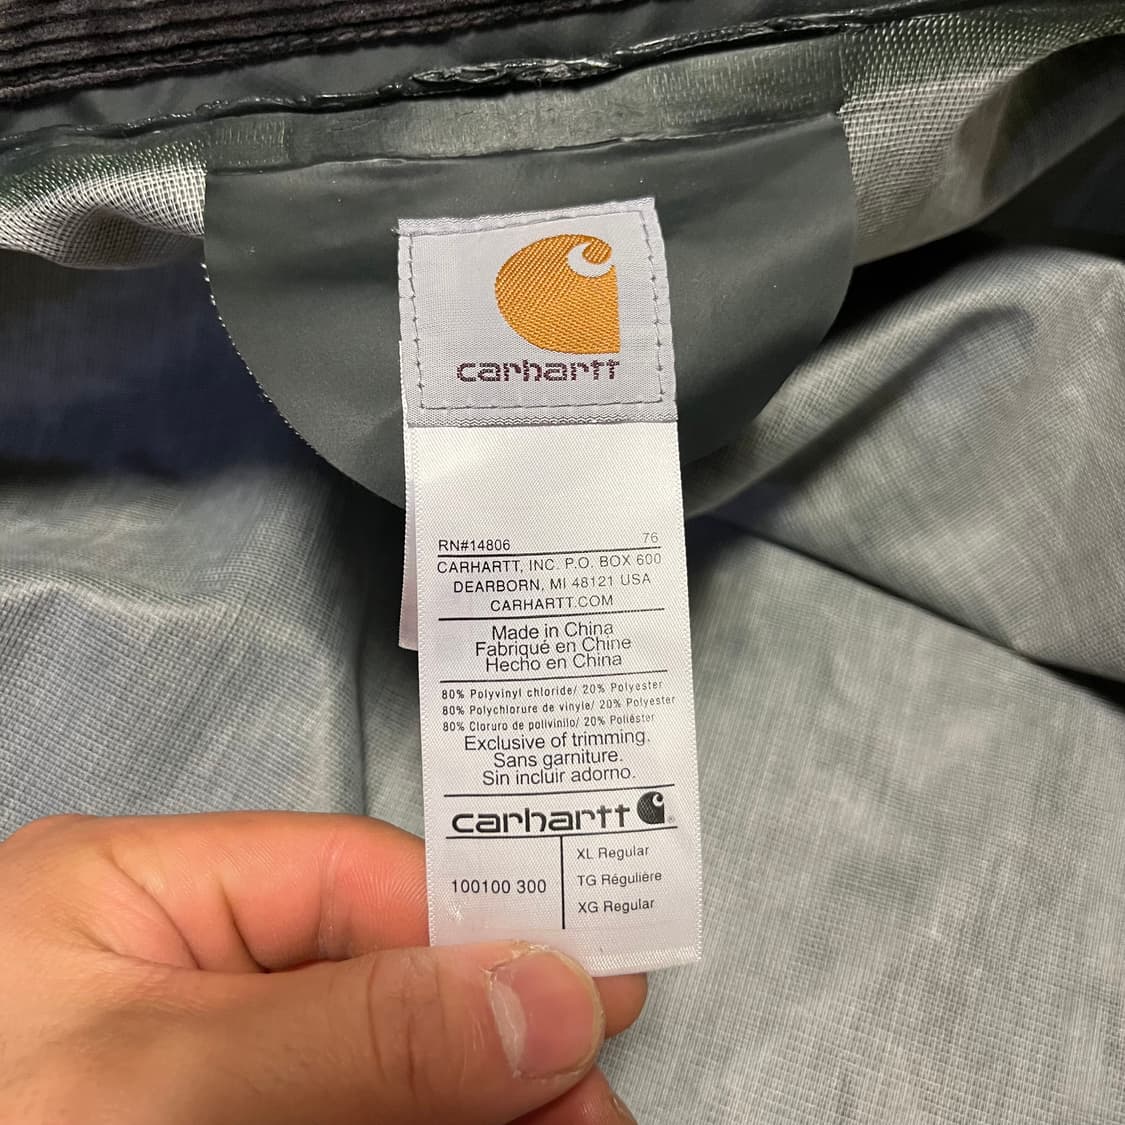 carhartt
RN#14806 76
CARHARTT, INC. P.O. BOX 600
DEARBORN, MI 48121 USA
CARHARTT.COM
Made in China
Fabriqué en Chine
Hecho en China
80% Polyvinyl chloride/ 20% Polyester
80% Polychlorure de vinyle/ 20% Polyester
80% Cloruro de polivinilo/ 20% Poliéster
Exclusive of trimming.
Sans garniture.
Sin incluir adorno.
carhartt ®
100100 300
XL Regular
TG Régulière
XG Regular